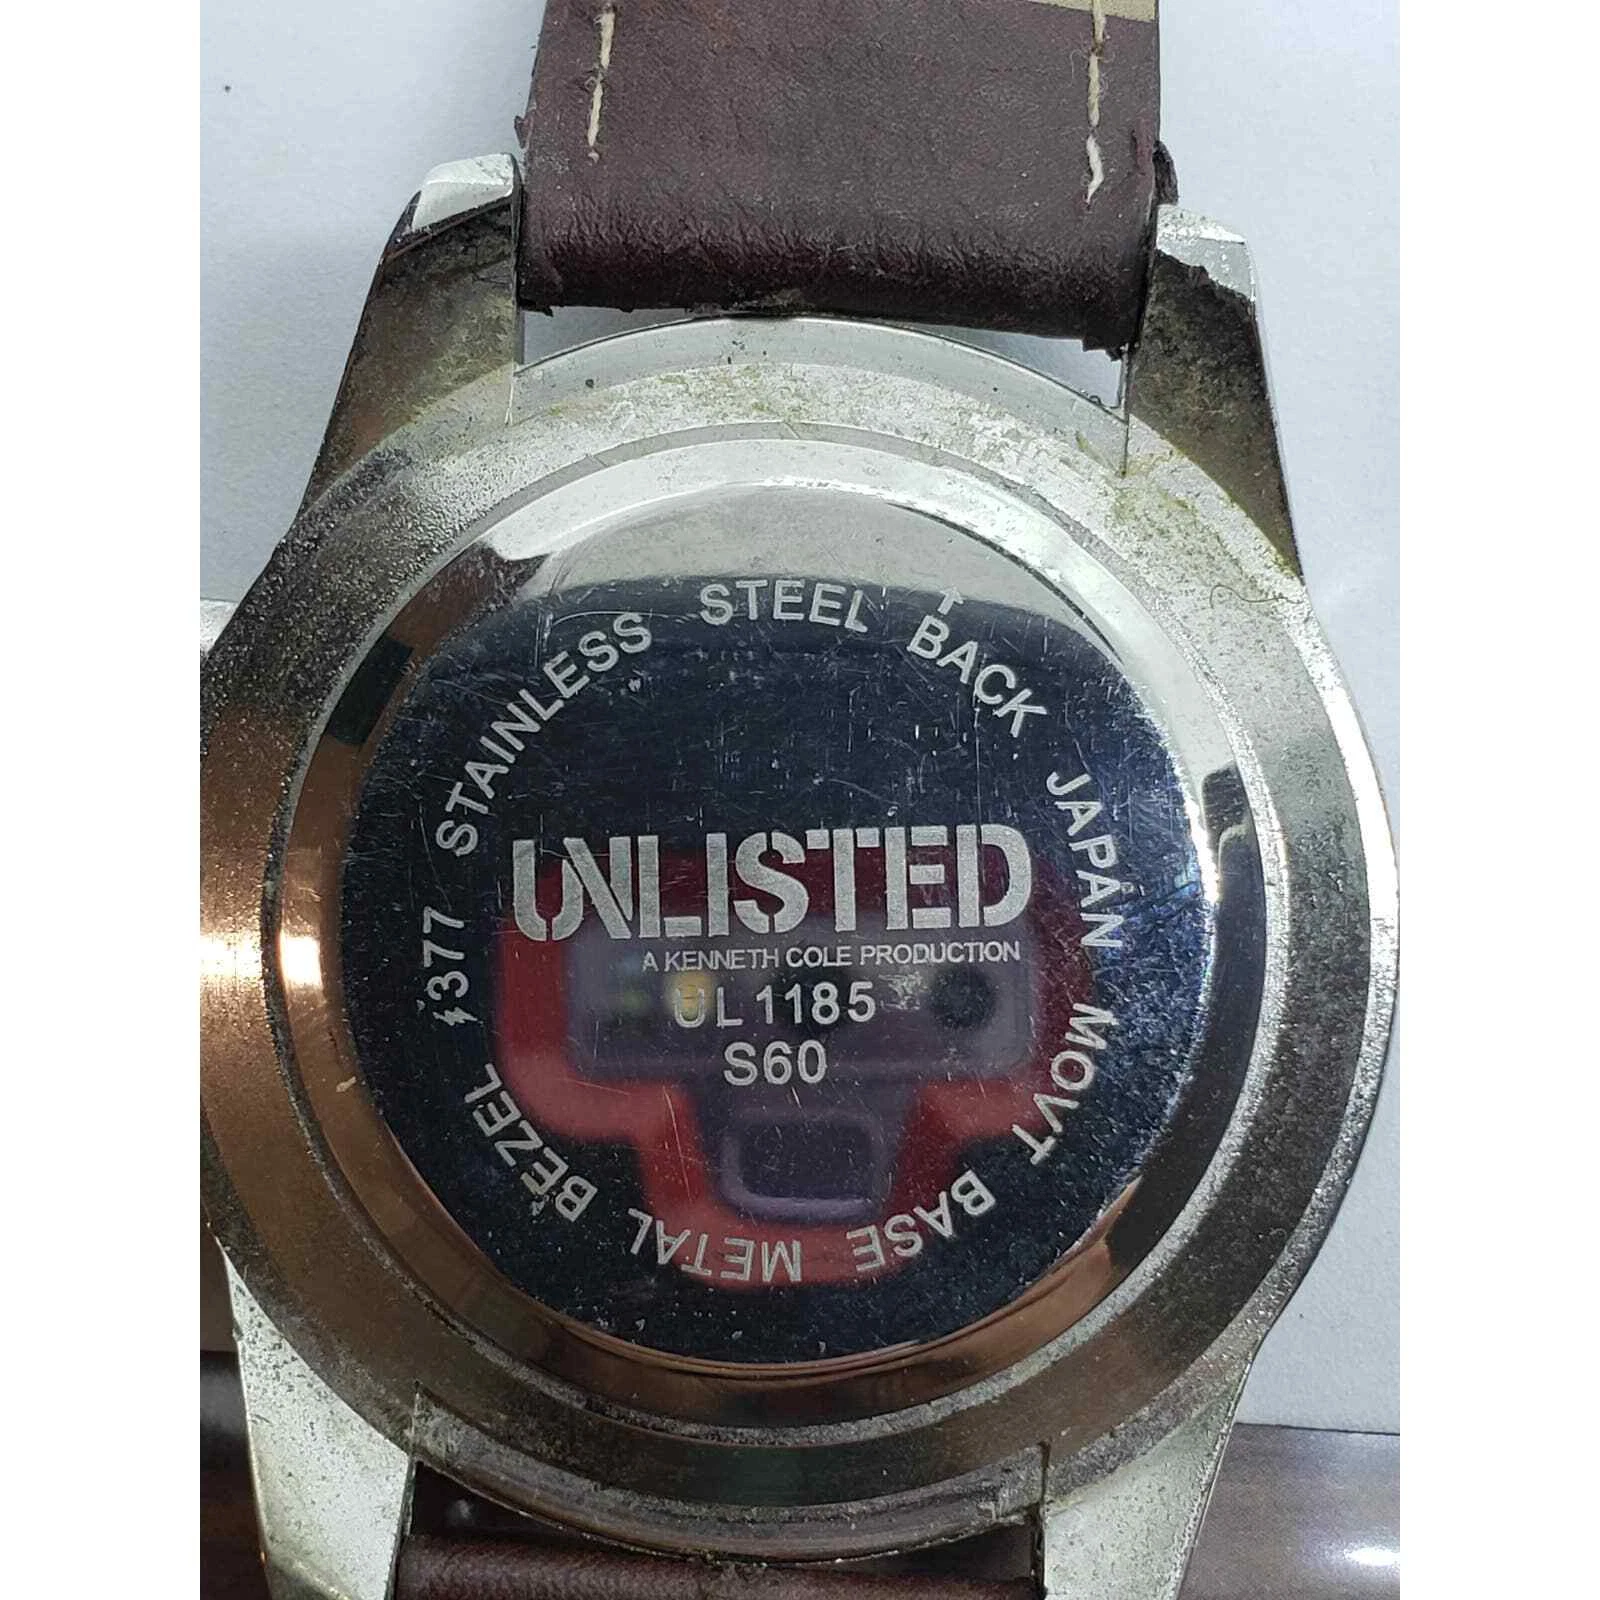 STAINLESS STEEL BACK JAPAN MOVT BASE METAL BEZEL
377
UNLISTED
A KENNETH COLE PRODUCTION
UL1185
S60